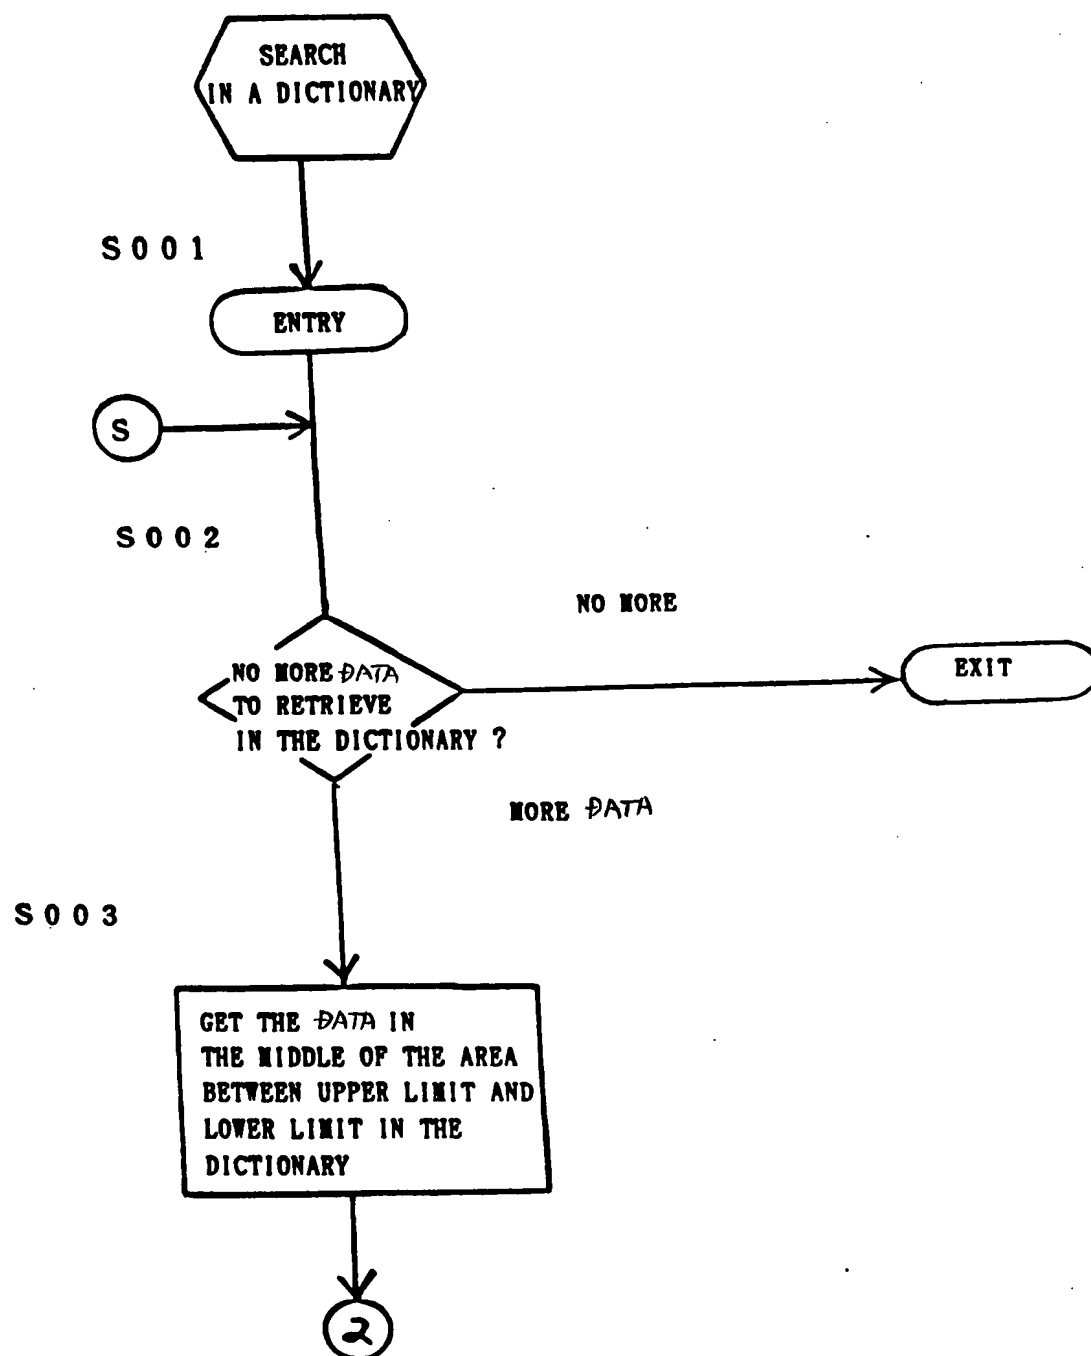 SEARCH
IN A DICTIONARY
S001
ENTRY
S
S002
NO MORE
NO MORE DATA
TO RETRIEVE
IN THE DICTIONARY ?
EXIT
MORE DATA
S003
GET THE DATA IN
THE MIDDLE OF THE AREA
BETWEEN UPPER LIMIT AND
LOWER LIMIT IN THE
DICTIONARY
2